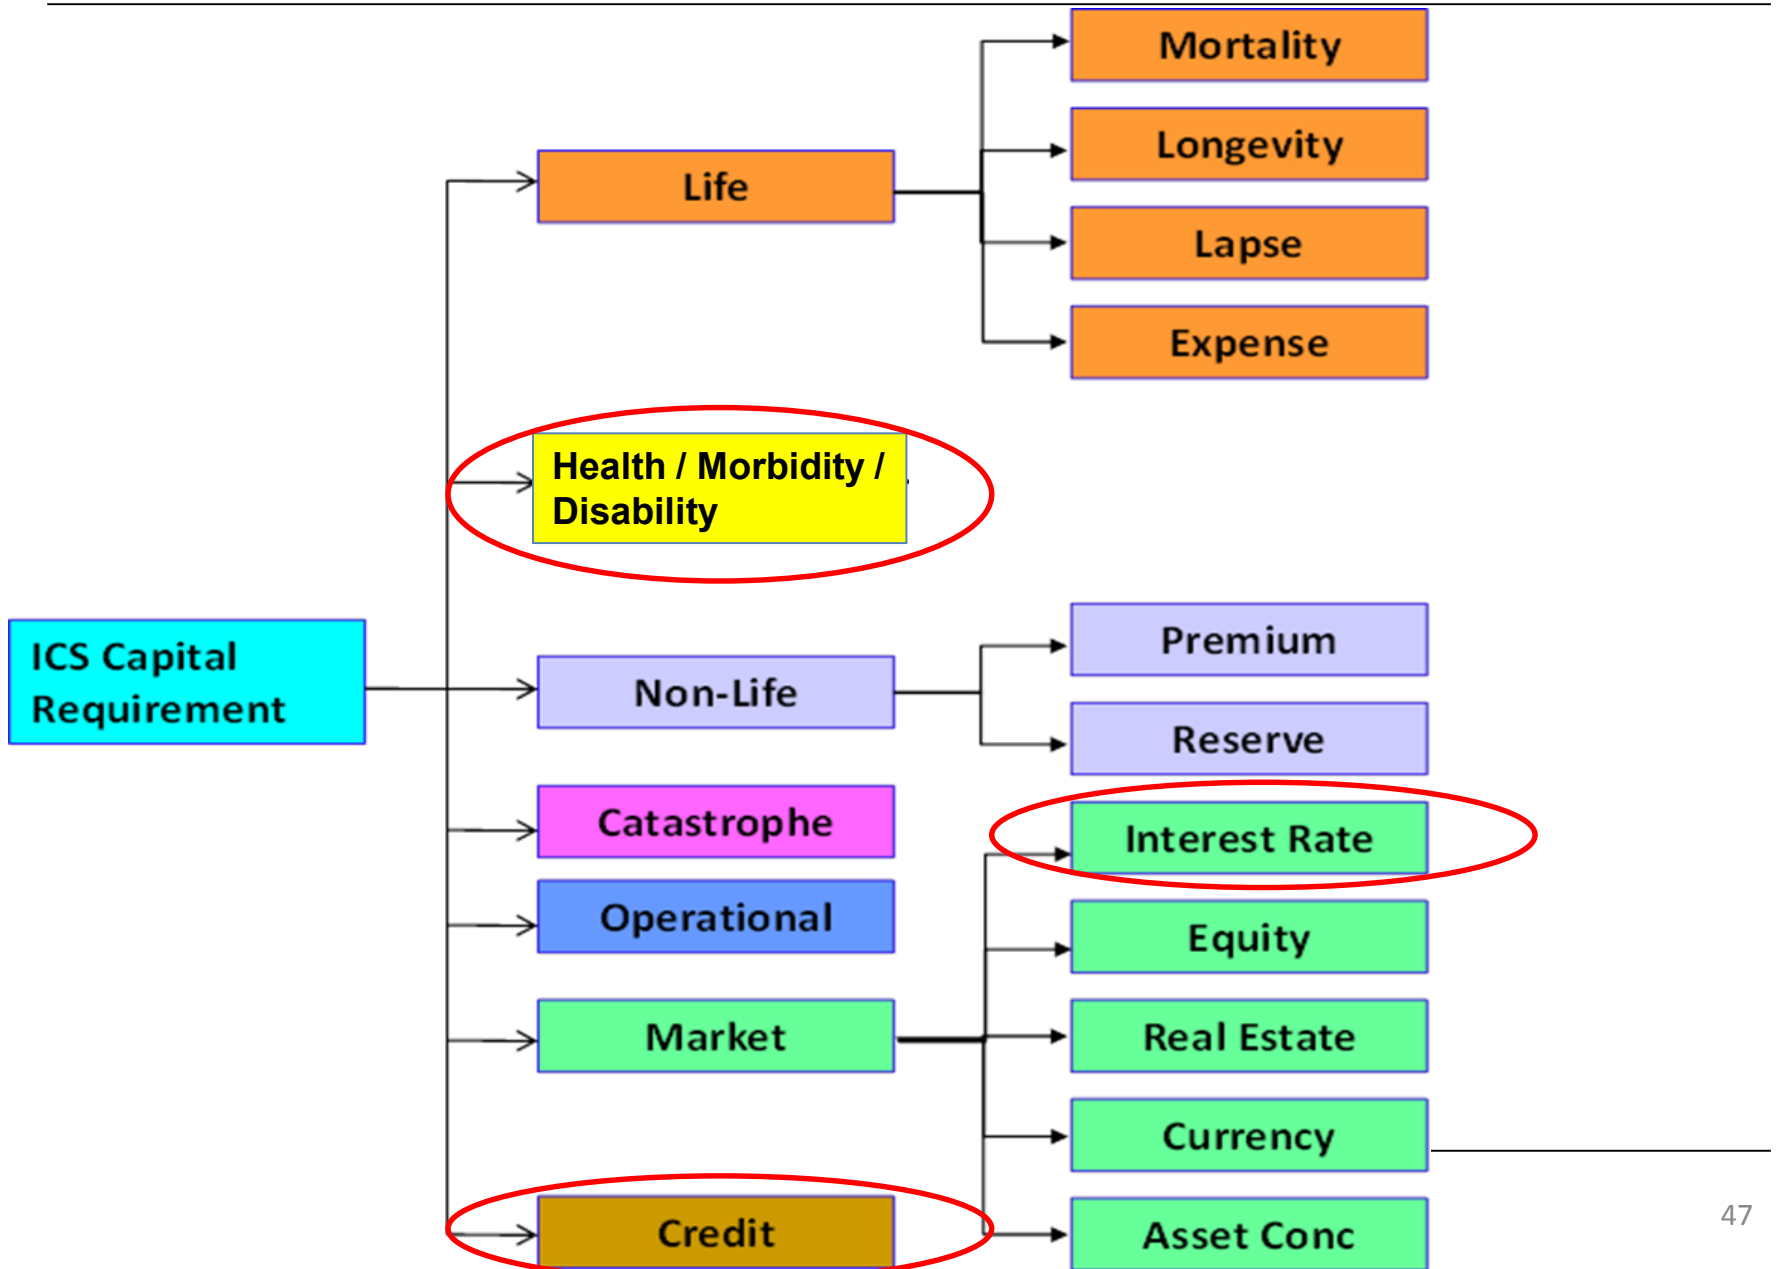 Mortality
Longevity
Life
Lapse
Expense
Health / Morbidity /
Disability
ICS Capital
Requirement
Premium
Non-Life
Reserve
Catastrophe
Interest Rate
Operational
Equity
Market
Real Estate
Currency
Credit
Asset Conc
47